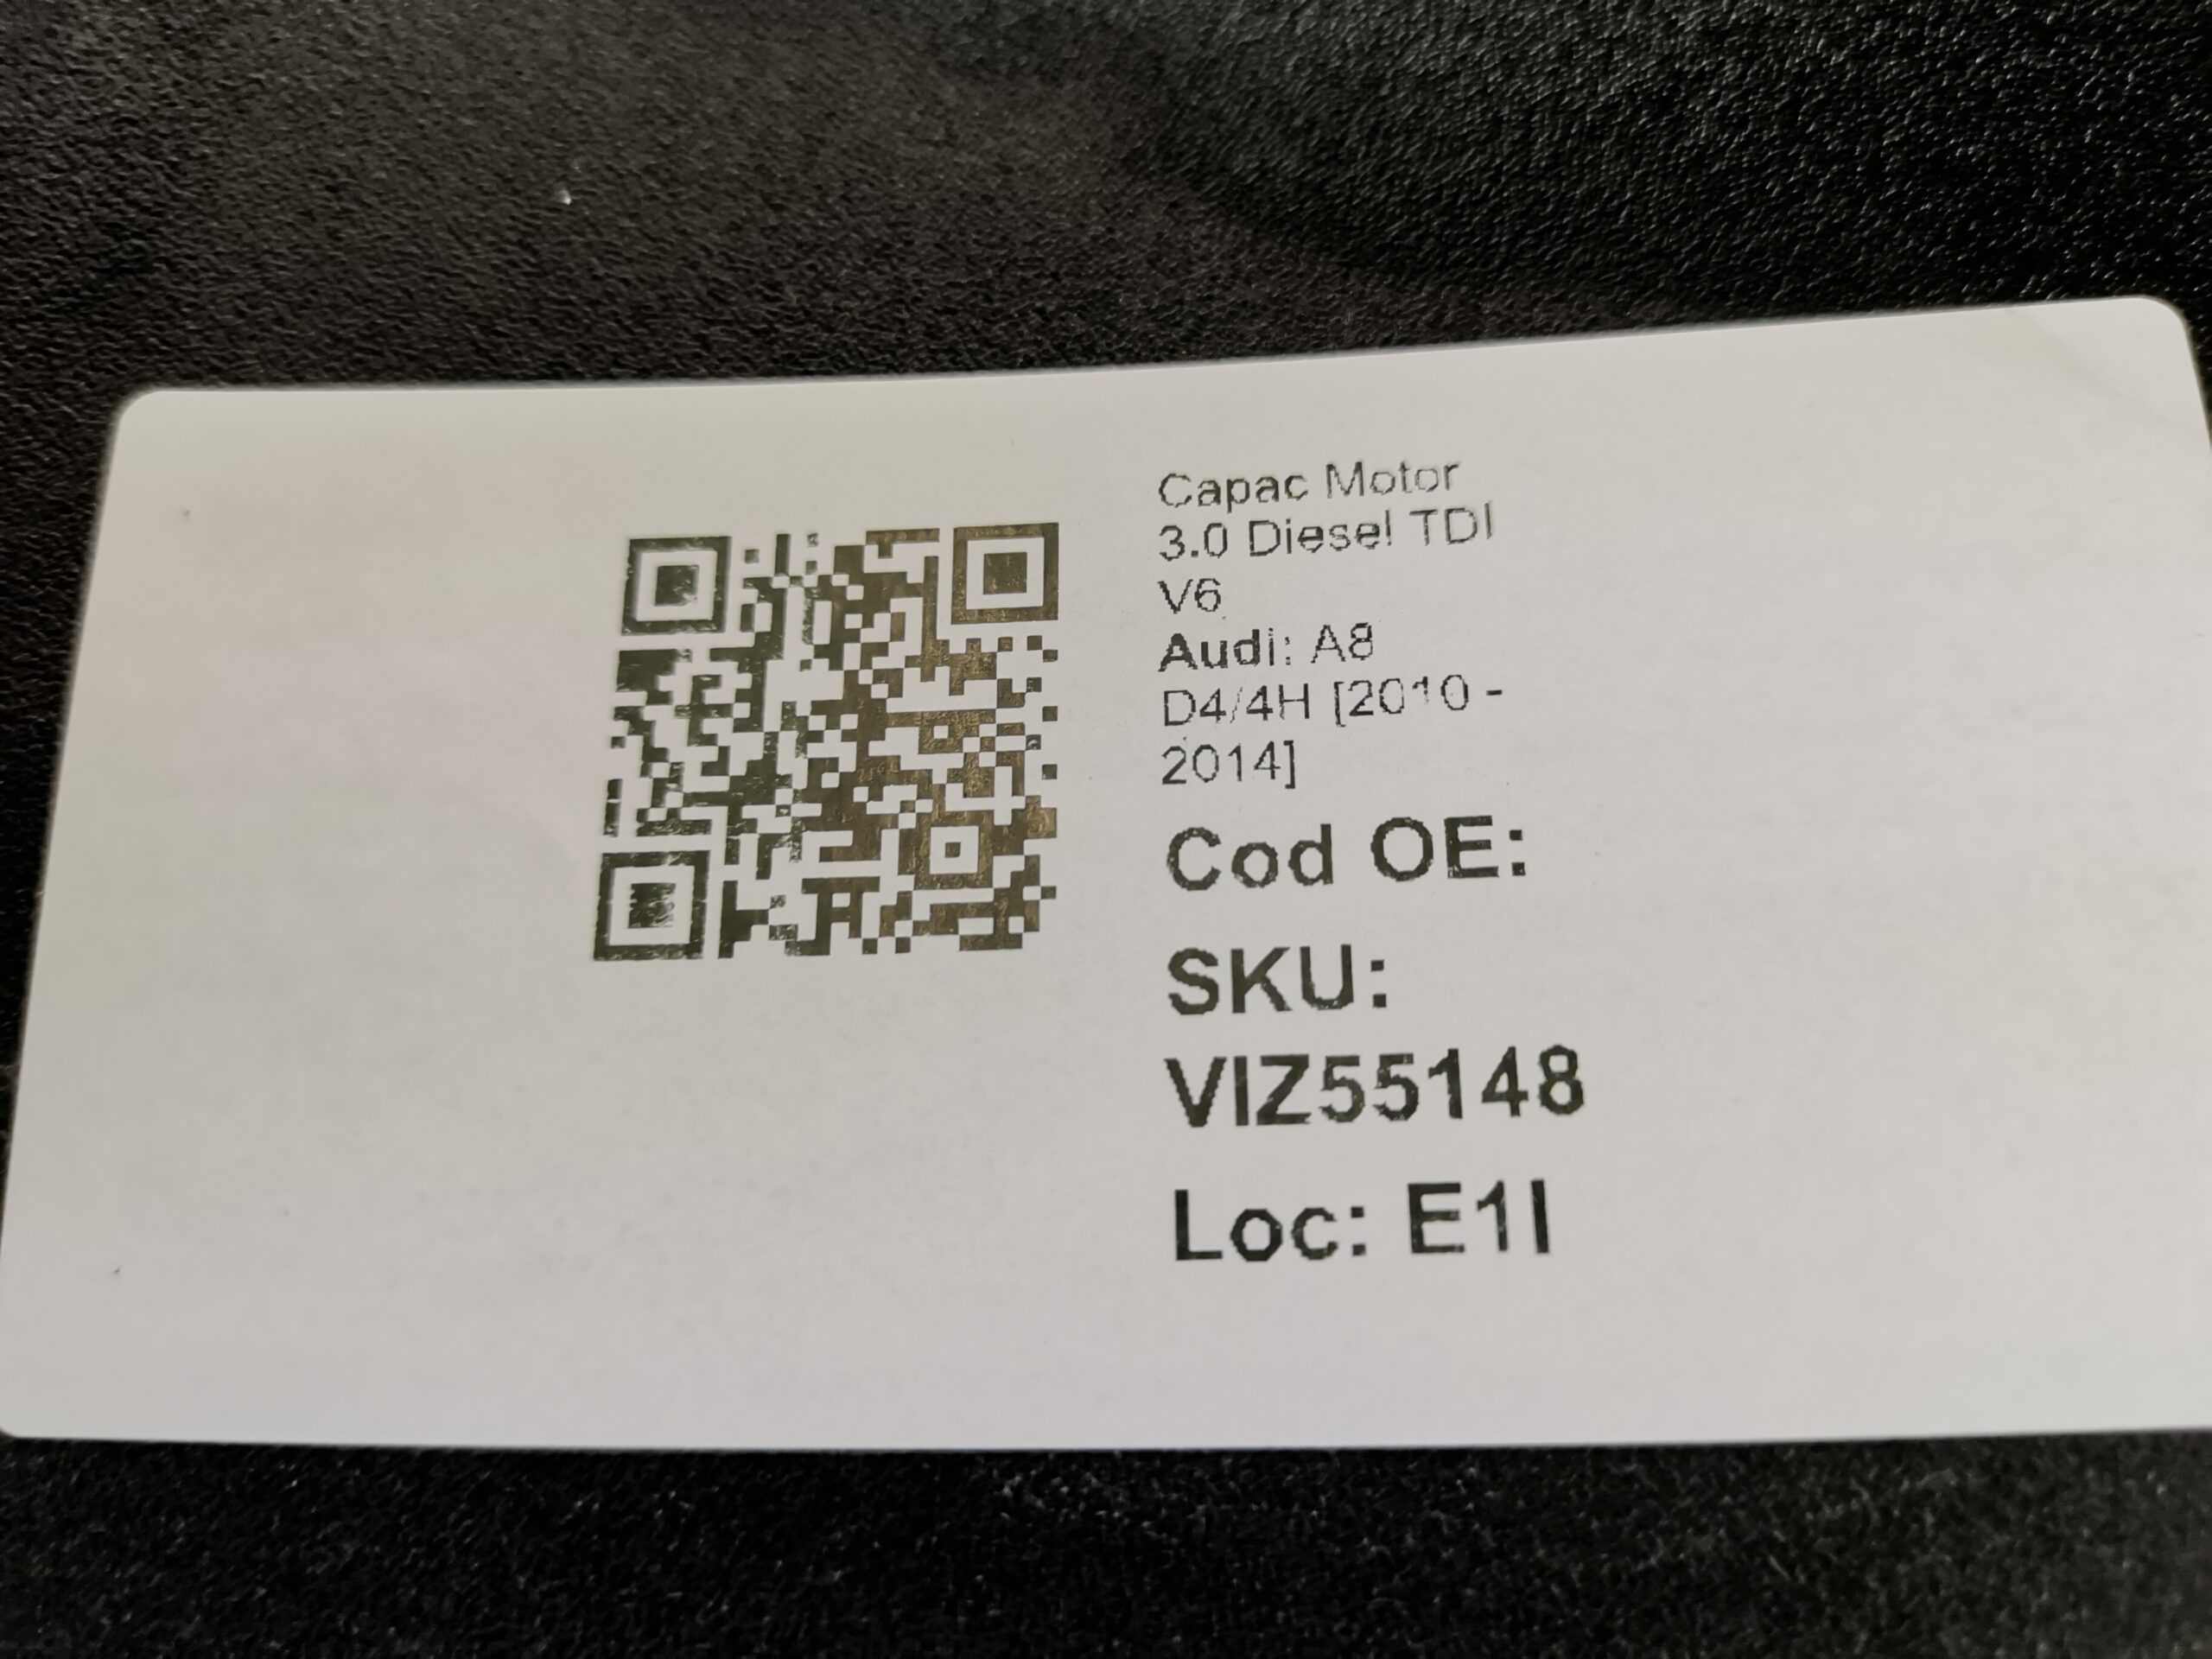 Capac Motor
3.0 Diesel TDI
V6
Audi: A8
D4/4H [2010 -
2014]
Cod OE:
SKU:
VIZ55148
Loc: E1I